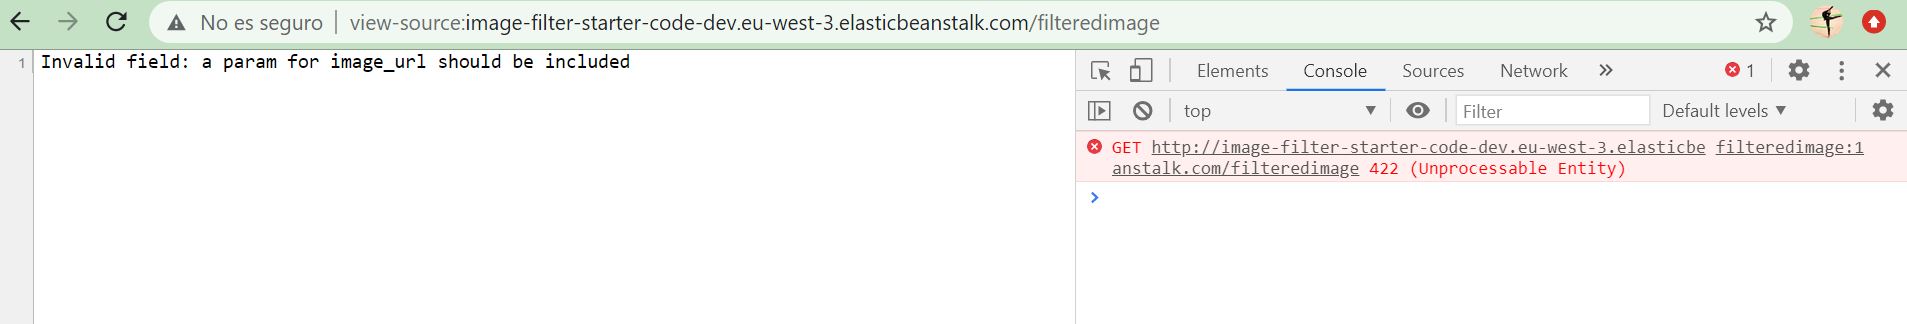 No es seguro view-source:image-filter-starter-code-dev.eu-west-3.elasticbeanstalk.com/filteredimage
1 Invalid field: a param for image_url should be included
Elements Console Sources Network » 1
top Filter Default levels
GET http://image-filter-starter-code-dev.eu-west-3.elasticbe filteredimage:1
anstalk.com/filteredimage 422 (Unprocessable Entity)